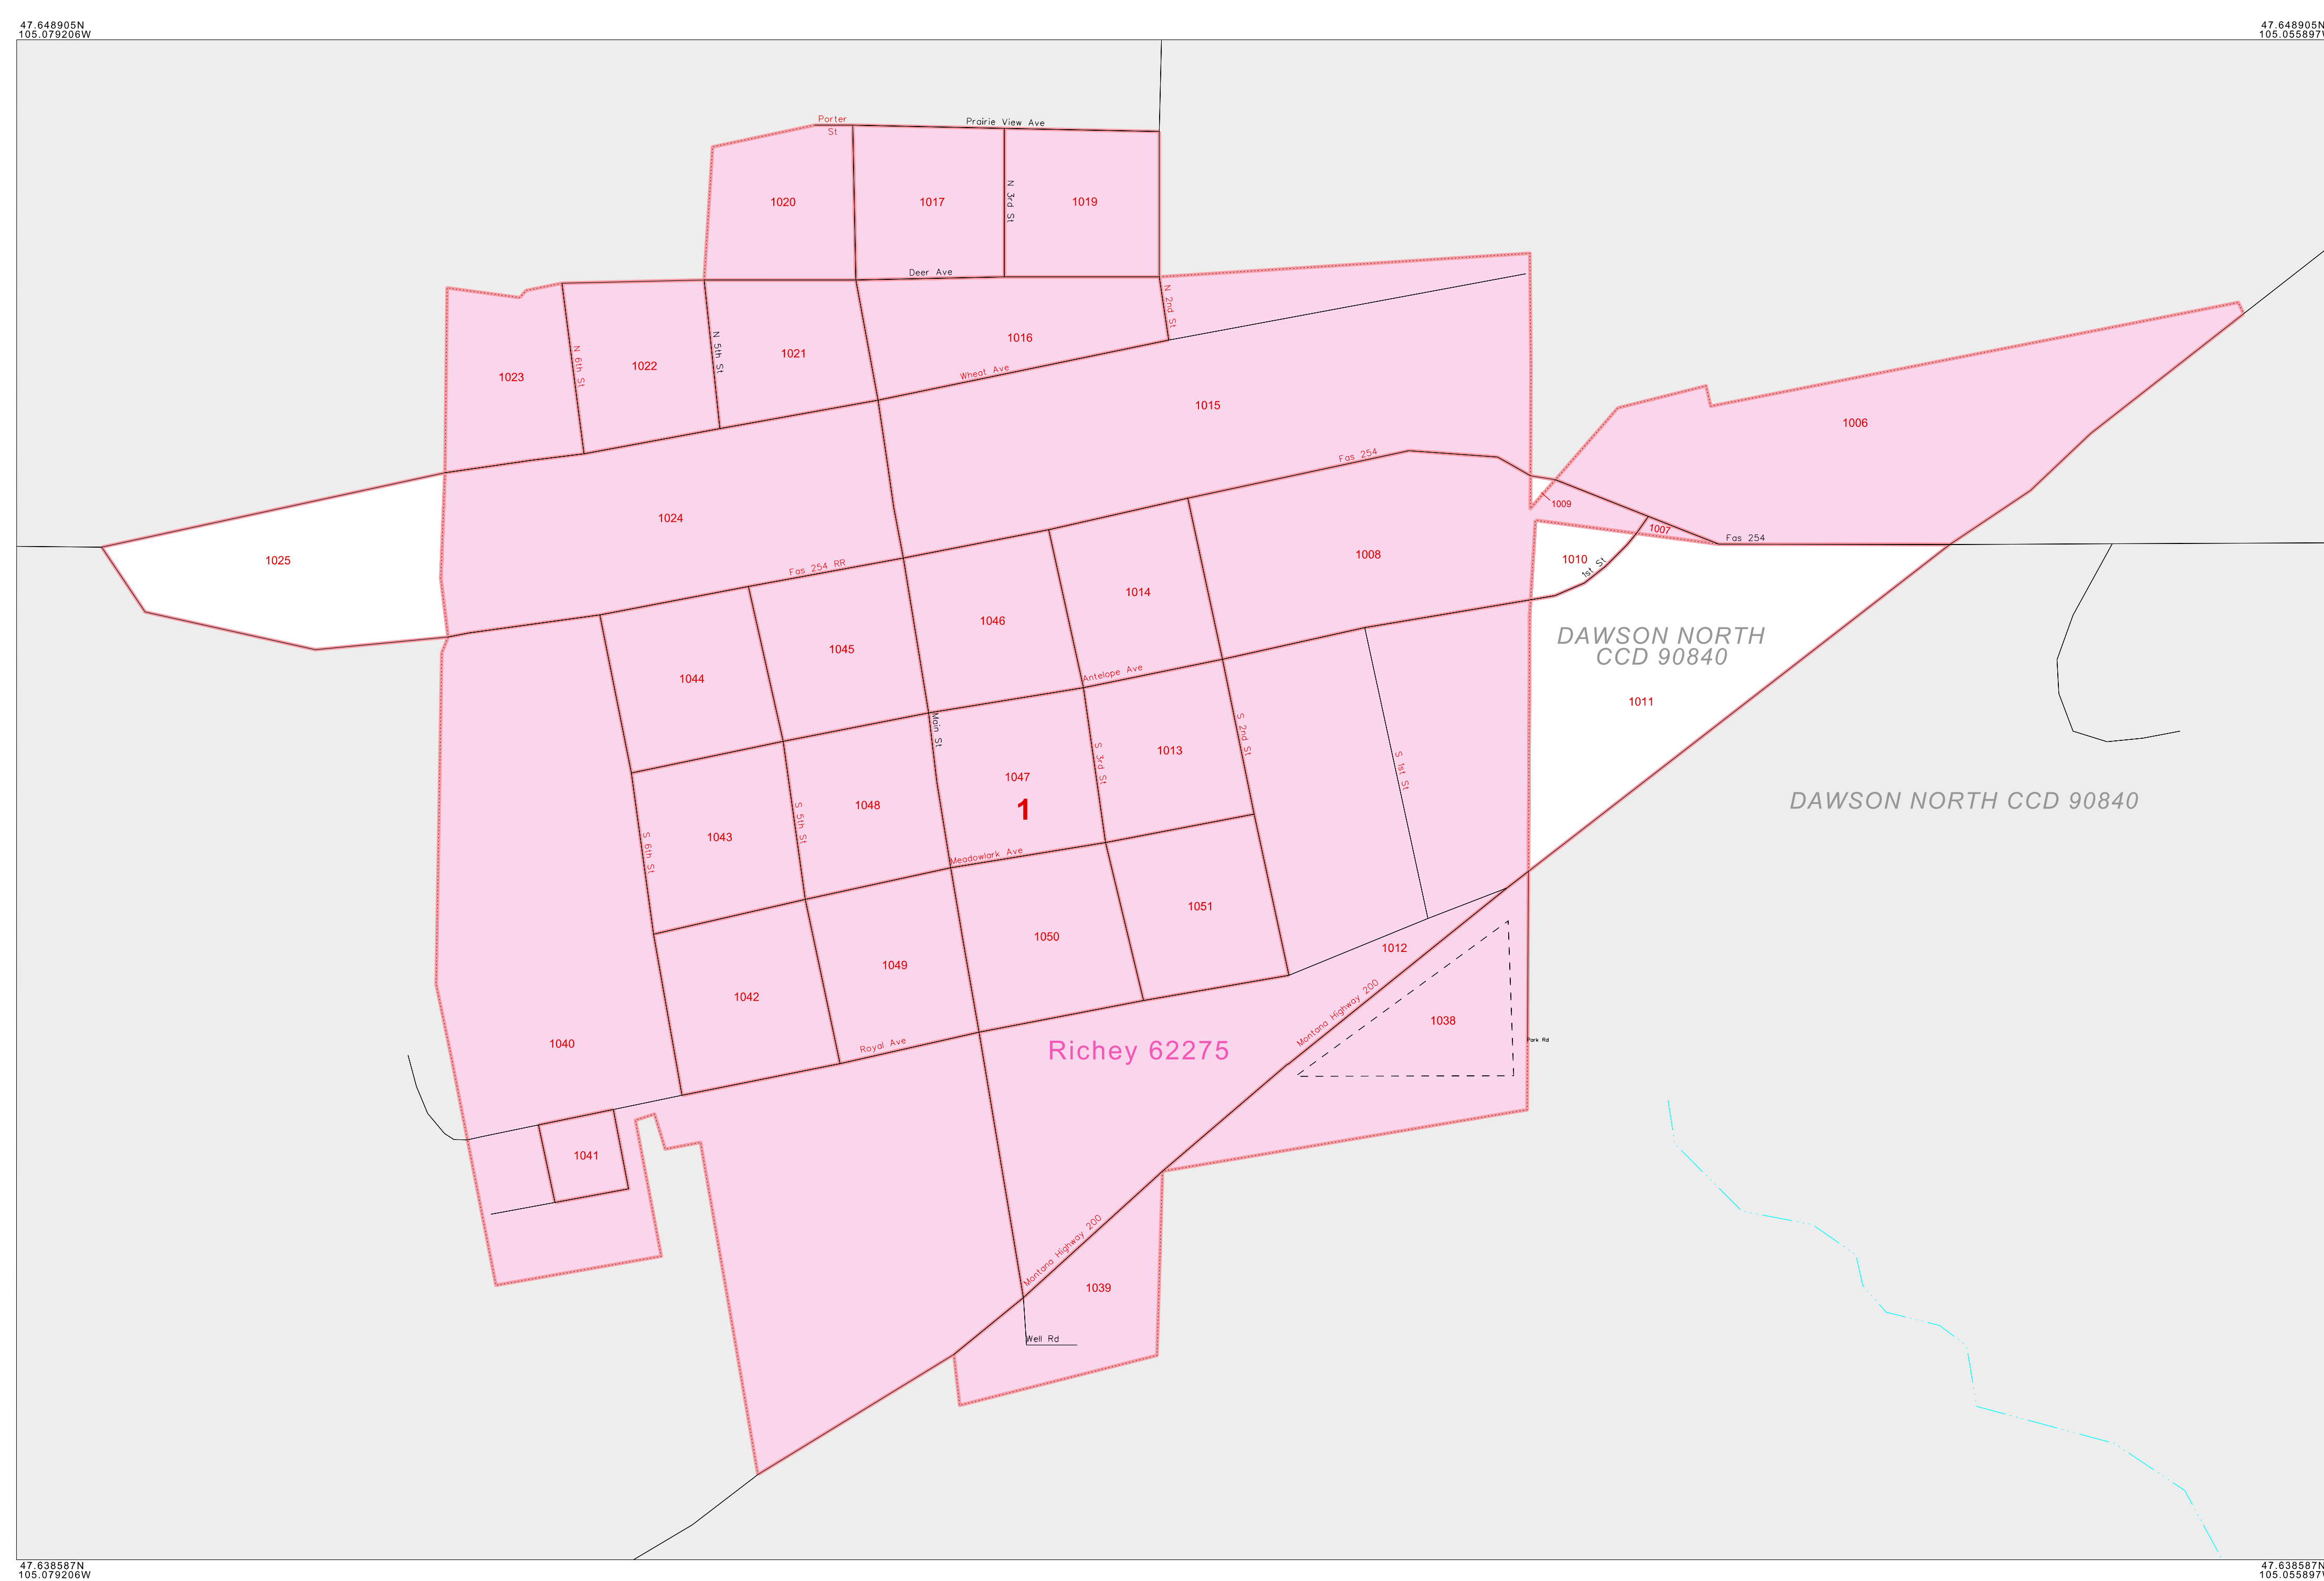 47.648905N
105.079206W
47.648905N
105.055897W
Porter
St
Prairie View Ave
1020
1017
N 3rd St
1019
Deer Ave
N 2nd St
1016
N 5th St
N 6th St
1021
1022
1023
Wheat Ave
1015
1006
Fas 254
1009
1007
Fas 254
1024
1025
Fas 254 RR
1008
1010
1st St
1014
1046
1045
1044
DAWSON NORTH
CCD 90840
Antelope Ave
1011
Main St
S 2nd St
S 3rd St
1013
S 1st St
1047
1
1048
S 5th St
DAWSON NORTH CCD 90840
1043
S 6th St
Meadowlark Ave
1051
1050
1012
1049
1042
Montana Highway 200
1038
Park Rd
1040
Royal Ave
Richey 62275
1041
Montana Highway 200
1039
Well Rd
47.638587N
105.079206W
47.638587N
105.055897W